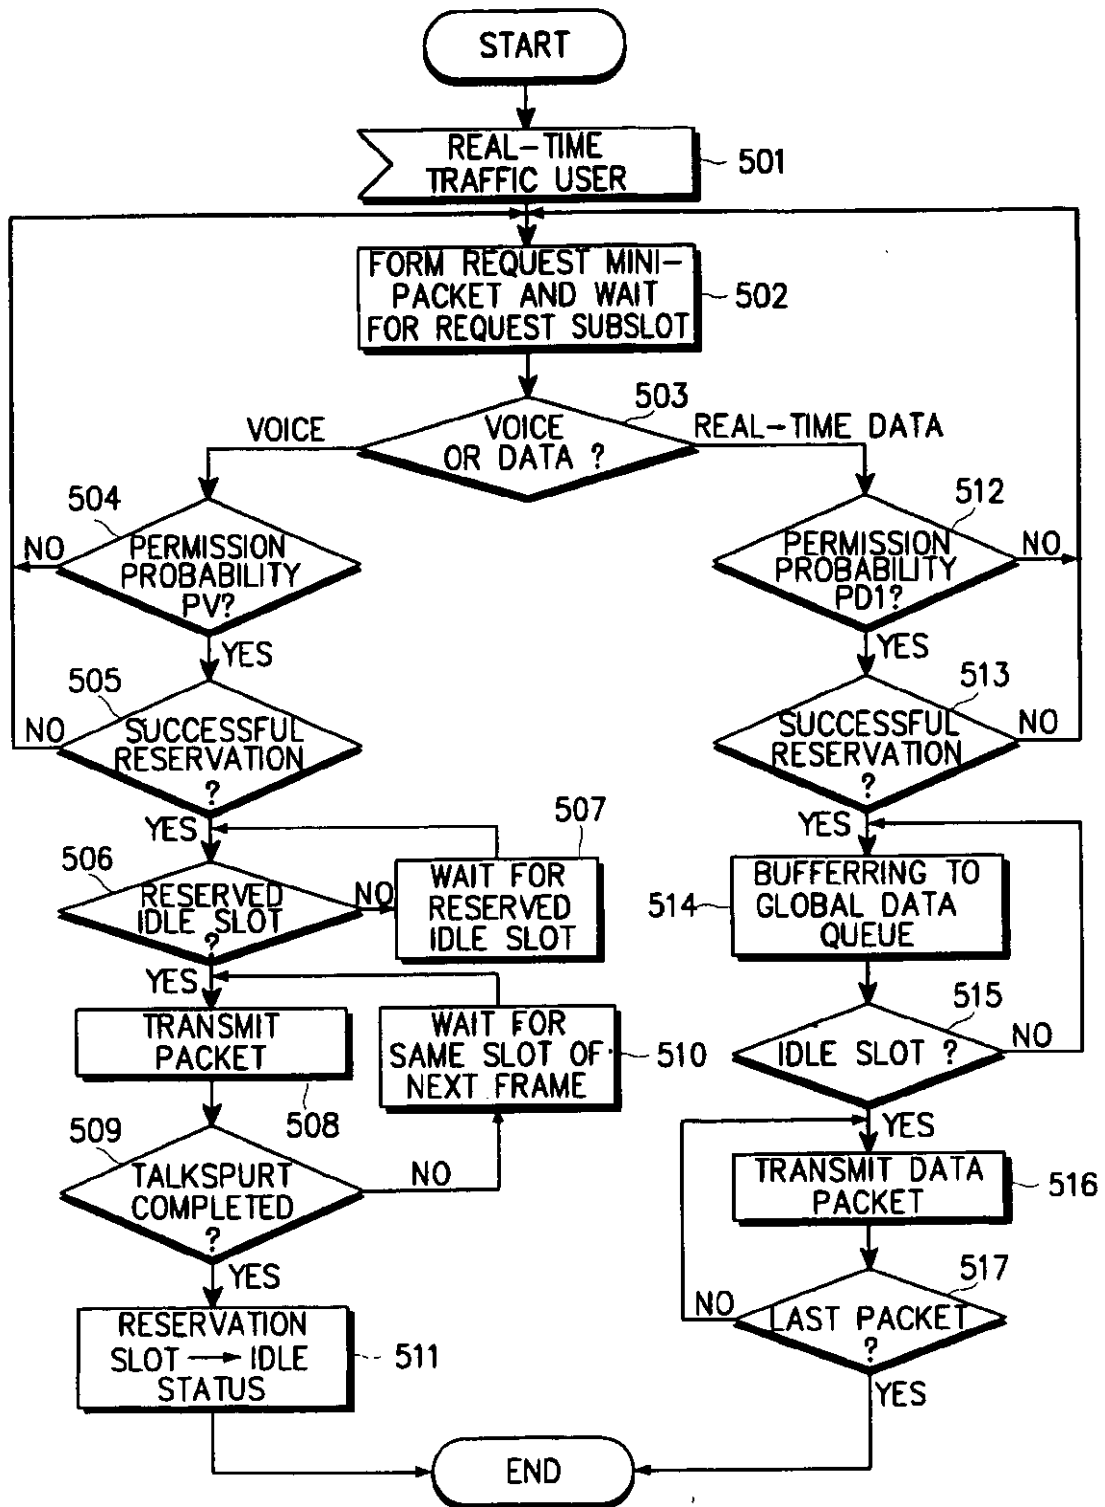 START
REAL-TIME
TRAFFIC USER
501
FORM REQUEST MINI-
PACKET AND WAIT
FOR REQUEST SUBSLOT
502
503
VOICE
VOICE
OR DATA ?
REAL-TIME DATA
504
NO
PERMISSION
PROBABILITY
PV?
YES
512
PERMISSION
PROBABILITY
PD1?
NO
YES
505
NO
SUCCESSFUL
RESERVATION
?
YES
513
SUCCESSFUL
RESERVATION
?
NO
YES
506
RESERVED
IDLE SLOT
?
NO
YES
507
WAIT FOR
RESERVED
IDLE SLOT
514
BUFFERRING TO
GLOBAL DATA
QUEUE
TRANSMIT
PACKET
508
WAIT FOR
SAME SLOT OF
NEXT FRAME
510
515
IDLE SLOT ?
NO
YES
509
TALKSPURT
COMPLETED
?
NO
YES
TRANSMIT DATA
PACKET
516
517
NO
LAST PACKET
?
YES
RESERVATION
SLOT → IDLE
STATUS
511
END